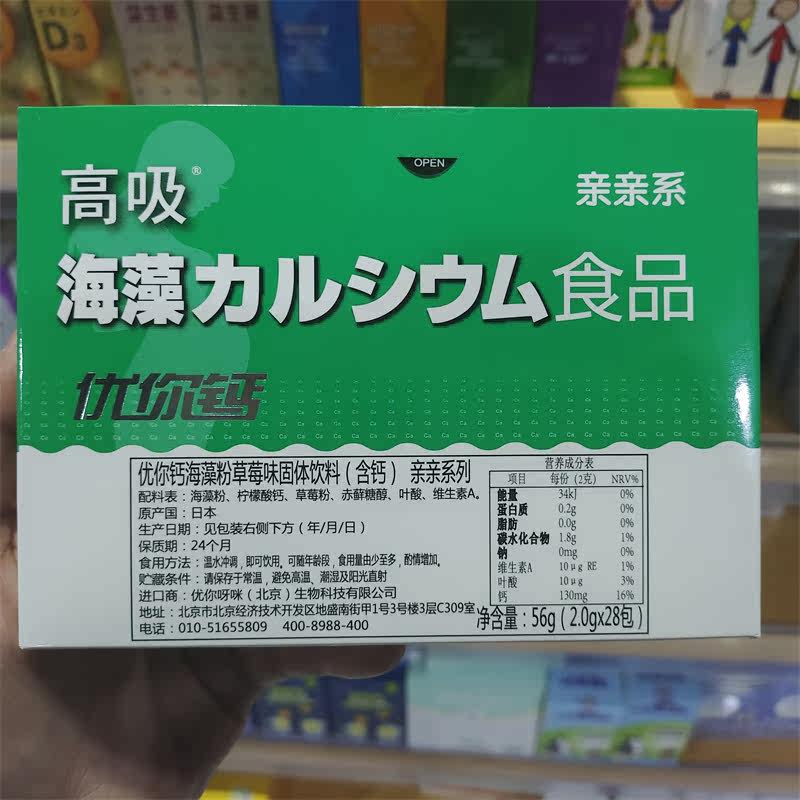 D3
益生菌
益生菌
OPEN
高吸®
亲亲系
海藻カルシウム食品
优你钙
优你钙海藻粉草莓味固体饮料（含钙） 亲亲系列
配料表：海藻粉、柠檬酸钙、草莓粉、赤藓糖醇、叶酸、维生素A。
原产国：日本
生产日期：见包装右侧下方（年/月/日）
保质期：24个月
食用方法：温水冲调，即可饮用。可随年龄段，食用量由少至多，酌情增加。
贮藏条件：请保存于常温，避免高温、潮湿及阳光直射
进口商：优你呀咪（北京）生物科技有限公司
地址：北京市北京经济技术开发区地盛南街甲1号3号楼3层C309室
电话：010-51655809 400-8988-400
营养成分表
项目 每份（2克） NRV%
能量 34kJ 0%
蛋白质 0.2g 0%
脂肪 0.0g 0%
碳水化合物 1.8g 1%
钠 0mg 0%
维生素A 10μg RE 1%
叶酸 10μg 3%
钙 130mg 16%
净含量：56g（2.0gx28包）